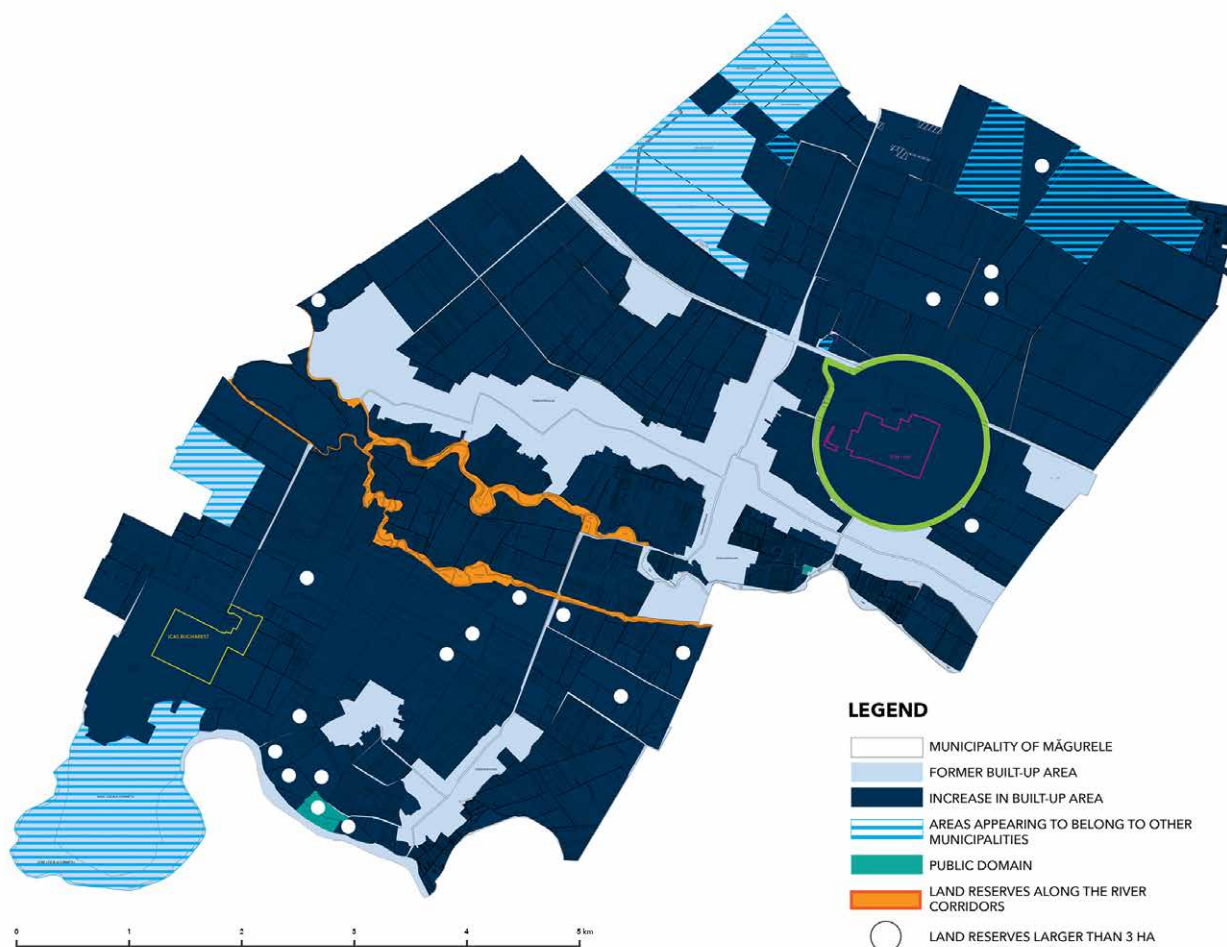 ICAS BUCHAREST
0
1
2
3
4
5 km
LEGEND
MUNICIPALITY OF MĂGURELE
FORMER BUILT-UP AREA
INCREASE IN BUILT-UP AREA
AREAS APPEARING TO BELONG TO OTHER
MUNICIPALITIES
PUBLIC DOMAIN
LAND RESERVES ALONG THE RIVER
CORRIDORS
LAND RESERVES LARGER THAN 3 HA